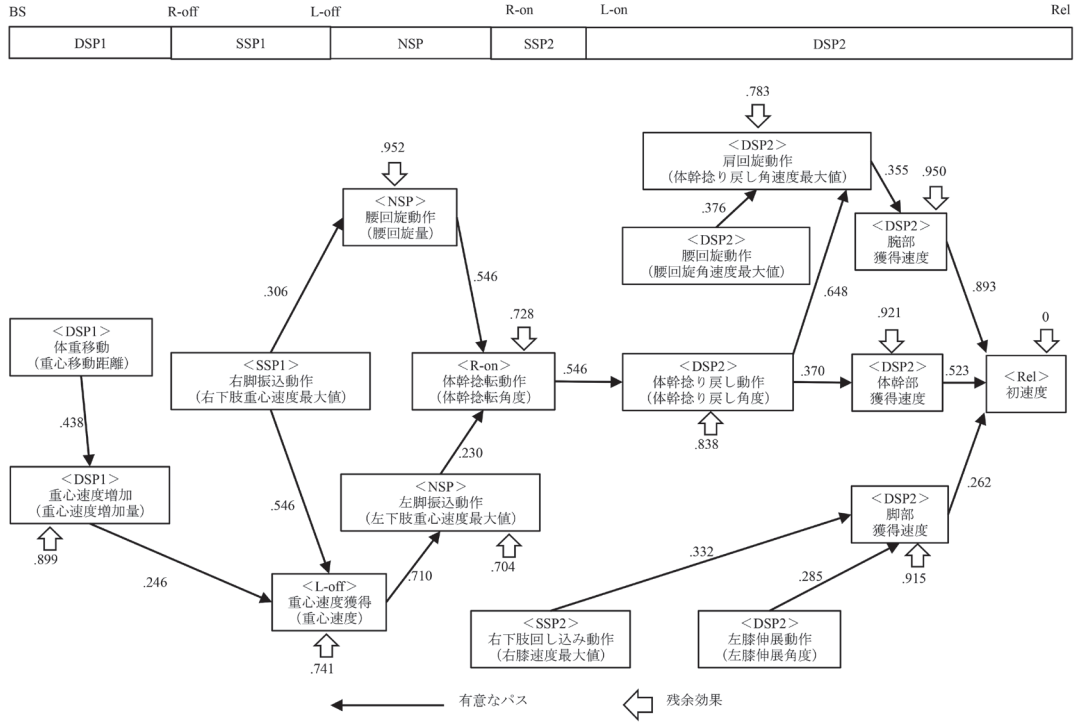 BS
R-off
L-off
R-on
L-on
Rel
DSP1
SSP1
NSP
SSP2
DSP2
.783
<DSP2>
肩回旋動作
(体幹捻り戻し角速度最大値)
.355
.950
.952
<NSP>
腰回旋動作
(腰回旋量)
.376
<DSP2>
腰回旋動作
(腰回旋角速度最大値)
<DSP2>
腕部
獲得速度
.306
.546
.648
.893
<DSP1>
体重移動
(重心移動距離)
.728
.921
0
<SSP1>
右脚振込動作
(右下肢重心速度最大値)
<R-on>
体幹捻転動作
(体幹捻転角度)
.546
<DSP2>
体幹捻り戻し動作
(体幹捻り戻し角度)
.370
<DSP2>
体幹部
獲得速度
.523
<Rel>
初速度
.438
.838
.230
<DSP1>
重心速度増加
(重心速度増加量)
.899
.546
<NSP>
左脚振込動作
(左下肢重心速度最大値)
.704
.262
<DSP2>
脚部
獲得速度
.915
.246
.710
.332
.285
<L-off>
重心速度獲得
(重心速度)
.741
<SSP2>
右下肢回し込み動作
(右膝速度最大値)
<DSP2>
左膝伸展動作
(左膝伸展角度)
有意なパス
残余効果